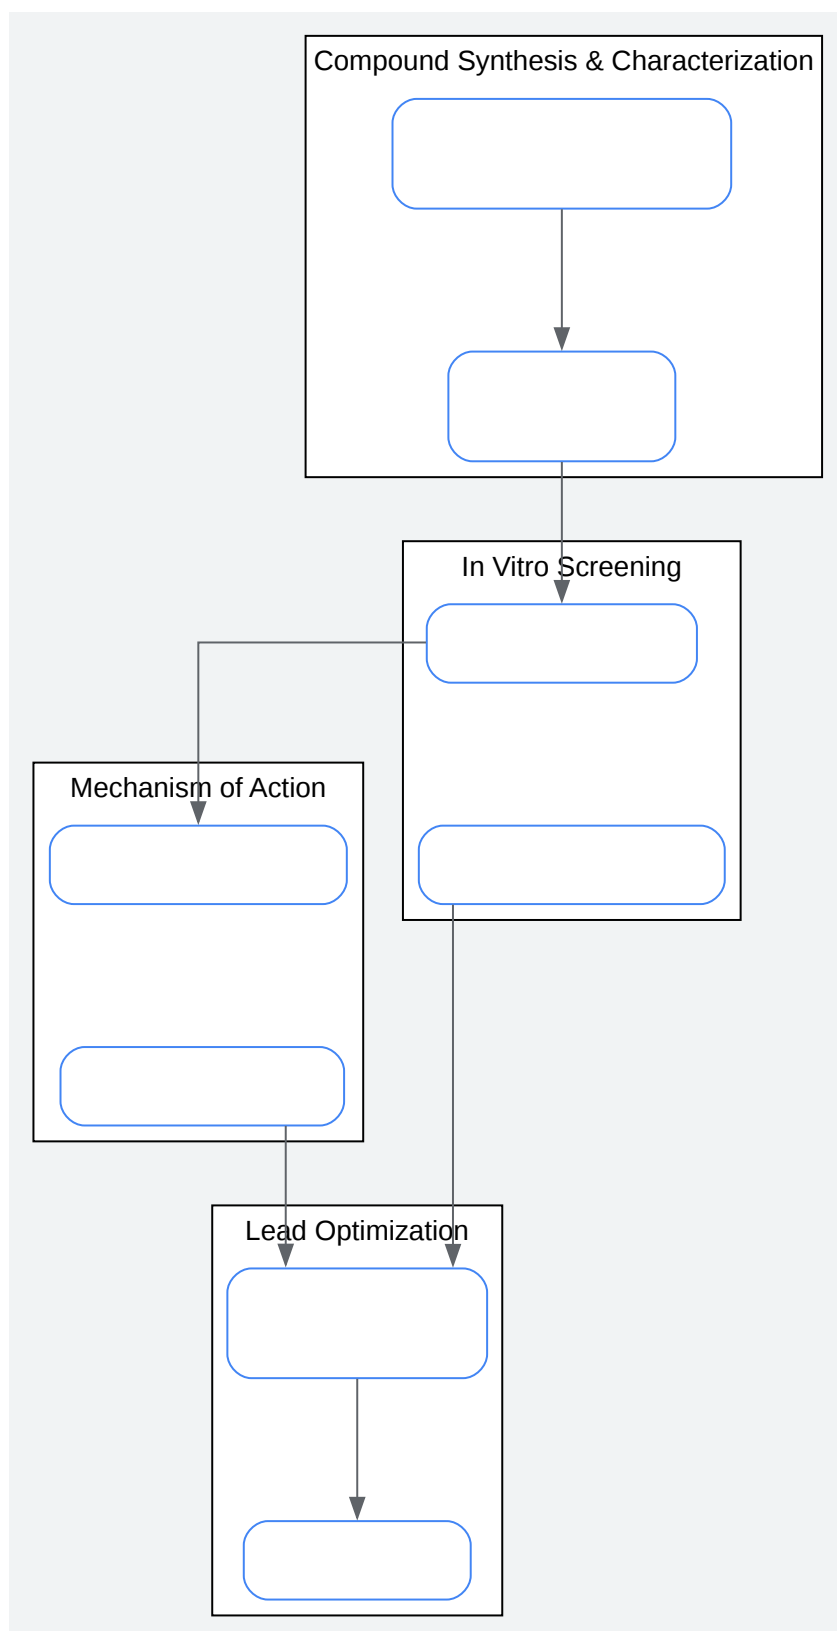 Compound Synthesis & Characterization
In Vitro Screening
Mechanism of Action
Lead Optimization